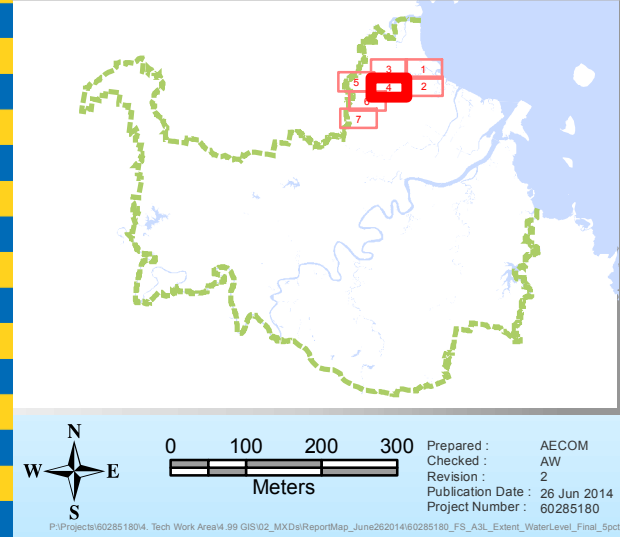 3 1
5 4 2
6
7
N
W E
S
0 100 200 300
Meters
Prepared : AECOM
Checked : AW
Revision : 2
Publication Date : 26 Jun 2014
Project Number : 60285180
P:\Projects\60285180\4. Tech Work Area\4.99 GIS\02_MXDs\ReportMap_June262014\60285180_FS_A3L_Extent_WaterLevel_Final_5pct